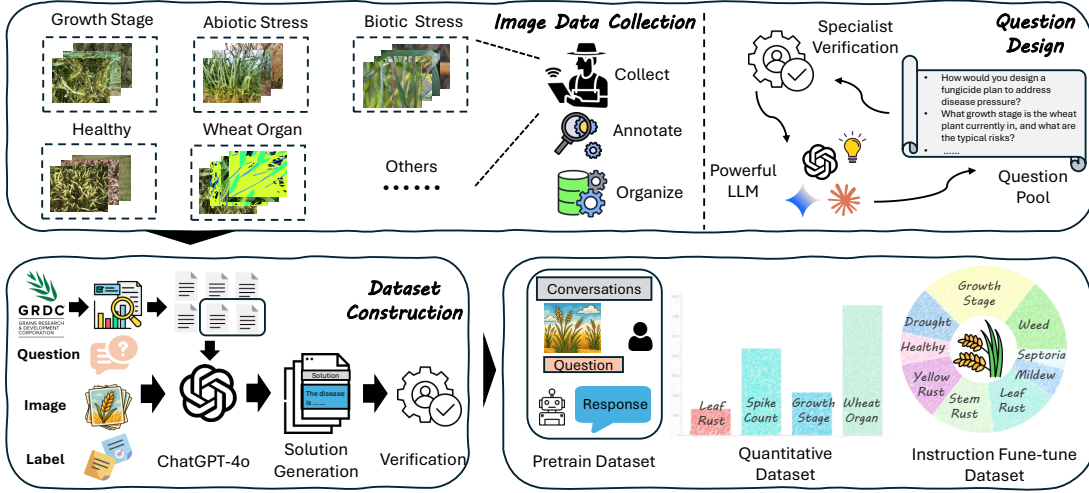 Growth Stage
Abiotic Stress
Biotic Stress
Healthy
Wheat Organ
Others
......
Image Data Collection
Collect
Annotate
Organize
Specialist
Verification
Question
Design
• How would you design a
fungicide plan to address
disease pressure?
• What growth stage is the wheat
plant currently in, and what are
the typical risks?
• ......
Powerful
LLM
Question
Pool
GRDC
GRAINS RESEARCH
& DEVELOPMENT
CORPORATION
Dataset
Construction
Question
Image
Label
ChatGPT-4o
Solution
The disease
is ......
Solution
Generation
Verification
Conversations
Question
Response
Pretrain Dataset
Leaf
Rust
Spike
Count
Growth
Stage
Wheat
Organ
Quantitative
Dataset
Growth
Stage
Weed
Septoria
Mildew
Leaf
Rust
Stem
Rust
Yellow
Rust
Healthy
Drought
Instruction Fune-tune
Dataset